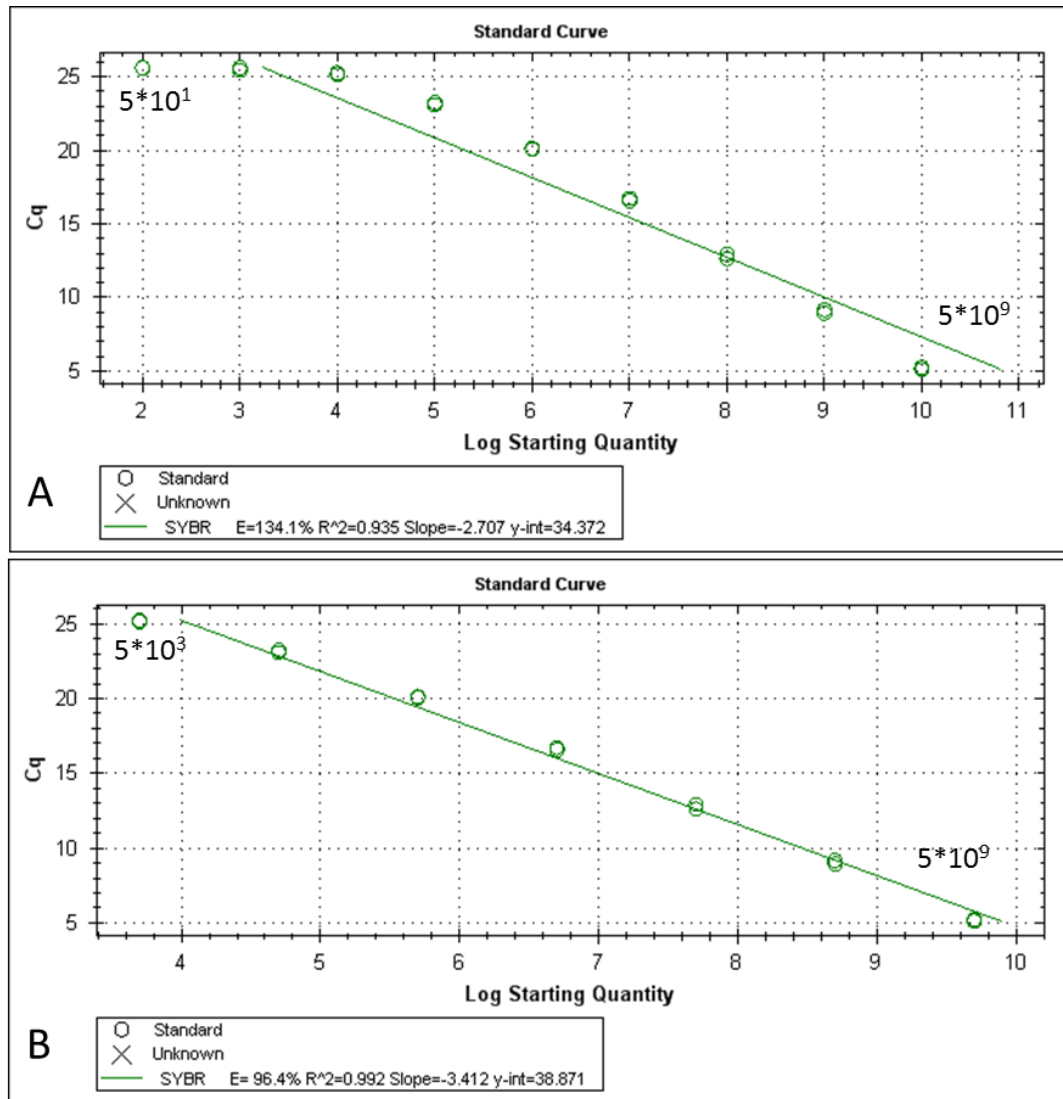 Standard Curve
25
20
15
10
5
Cq
5*10¹
5*10⁹
2 3 4 5 6 7 8 9 10 11
Log Starting Quantity
A
Standard
Unknown
SYBR E=134.1% R^2=0.935 Slope=-2.707 y-int=34.372
Standard Curve
25
20
15
10
5
Cq
5*10³
5*10⁹
4 5 6 7 8 9 10
Log Starting Quantity
B
Standard
Unknown
SYBR E= 96.4% R^2=0.992 Slope=-3.412 y-int=38.871